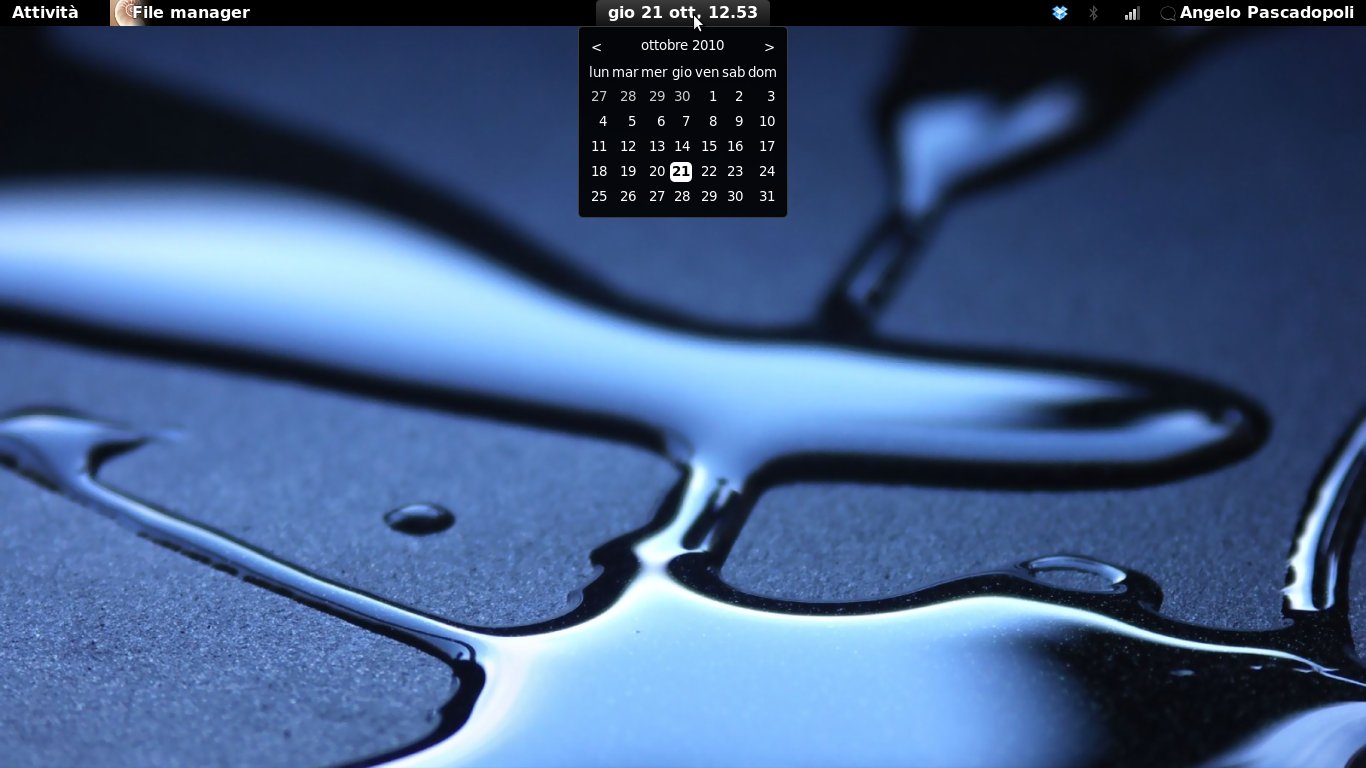 Attività File manager gio 21 ott, 12.53 Angelo Pascadopoli
< ottobre 2010 >
lun mar mer gio ven sab dom
27 28 29 30 1 2 3
4 5 6 7 8 9 10
11 12 13 14 15 16 17
18 19 20 21 22 23 24
25 26 27 28 29 30 31